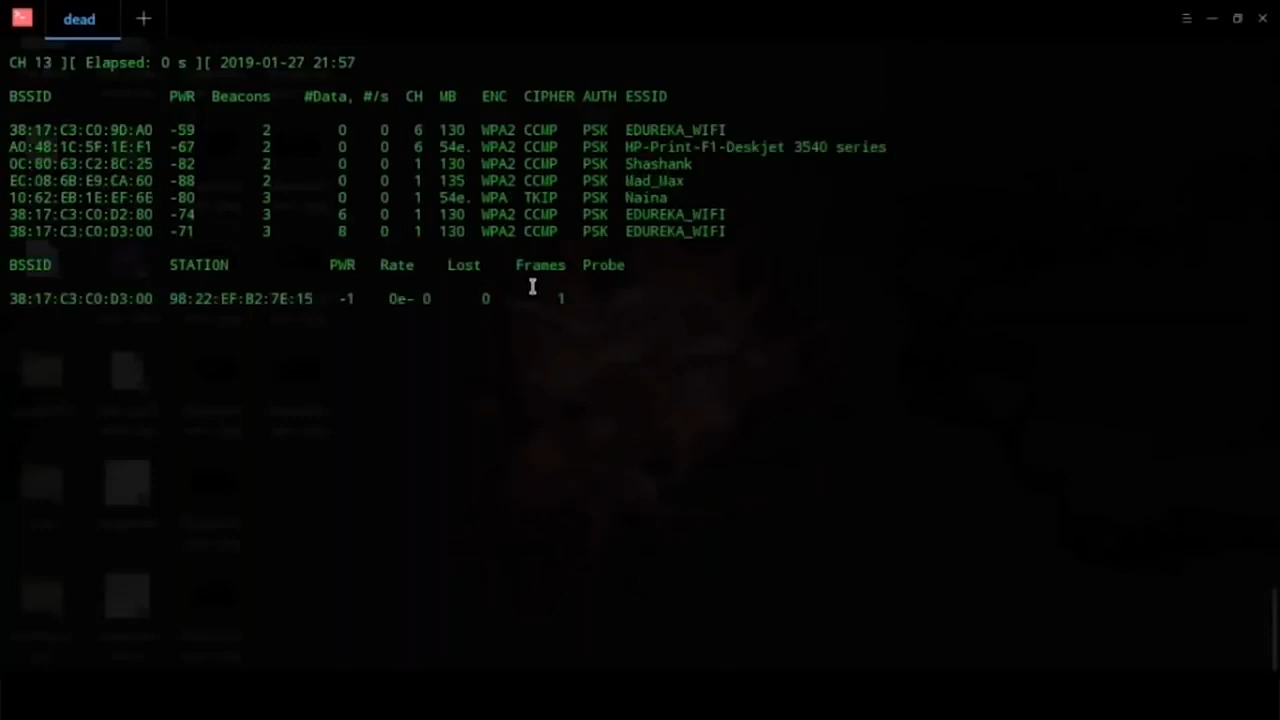 dead
CH 13 ][ Elapsed: 0 s ][ 2019-01-27 21:57
BSSID PWR Beacons #Data, #/s CH MB ENC CIPHER AUTH ESSID
38:17:C3:C0:9D:A0 -59 2 0 0 6 130 WPA2 CCMP PSK EDUREKA_WIFI
A0:48:1C:5F:1E:F1 -67 2 0 0 6 54e. WPA2 CCMP PSK HP-Print-F1-Deskjet 3540 series
0C:80:63:C2:8C:25 -82 2 0 0 1 130 WPA2 CCMP PSK Shashank
EC:08:6B:E9:CA:60 -88 2 0 0 1 135 WPA2 CCMP PSK Mad_Max
10:62:EB:1E:EF:6E -80 3 0 0 1 54e. WPA TKIP PSK Naina
38:17:C3:C0:D2:80 -74 3 6 0 1 130 WPA2 CCMP PSK EDUREKA_WIFI
38:17:C3:C0:D3:00 -71 3 8 0 1 130 WPA2 CCMP PSK EDUREKA_WIFI
BSSID STATION PWR Rate Lost Frames Probe
38:17:C3:C0:D3:00 98:22:EF:B2:7E:15 -1 0e- 0 0 1